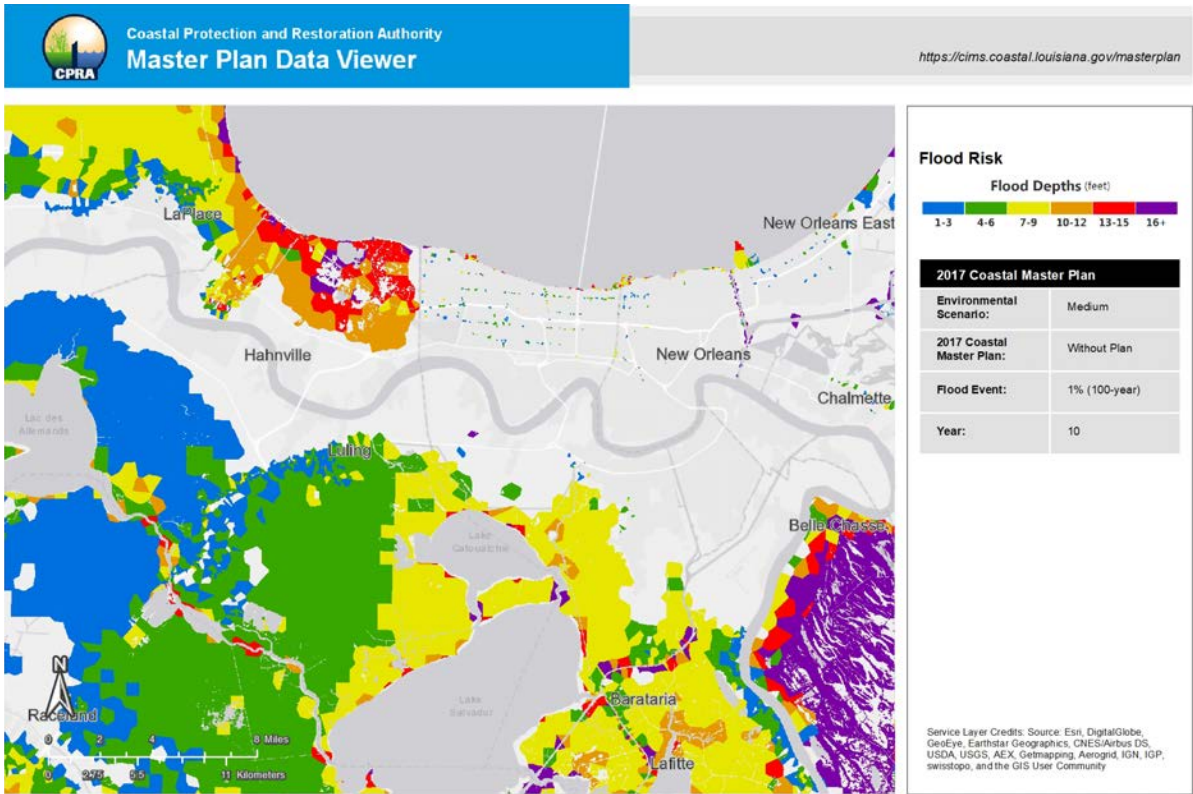 CPRA
Coastal Protection and Restoration Authority
Master Plan Data Viewer
https://cims.coastal.louisiana.gov/masterplan
LaPlace
New Orleans East
Hahnville
New Orleans
Chalmette
Lac des
Allemands
Luling
Belle Chasse
Lake
Cataouatche
Lake
Salvador
Barataria
Lafitte
N
Raceland
0 2 4 8 Miles
0 2.75 5.5 11 Kilometers
Flood Risk
Flood Depths (feet)
1-3 4-6 7-9 10-12 13-15 16+
2017 Coastal Master Plan
Environmental
Scenario:
Medium
2017 Coastal
Master Plan:
Without Plan
Flood Event:
1% (100-year)
Year:
10
Service Layer Credits: Source: Esri, DigitalGlobe,
GeoEye, Earthstar Geographics, CNES/Airbus DS,
USDA, USGS, AEX, Getmapping, Aerogrid, IGN, IGP,
swisstopo, and the GIS User Community